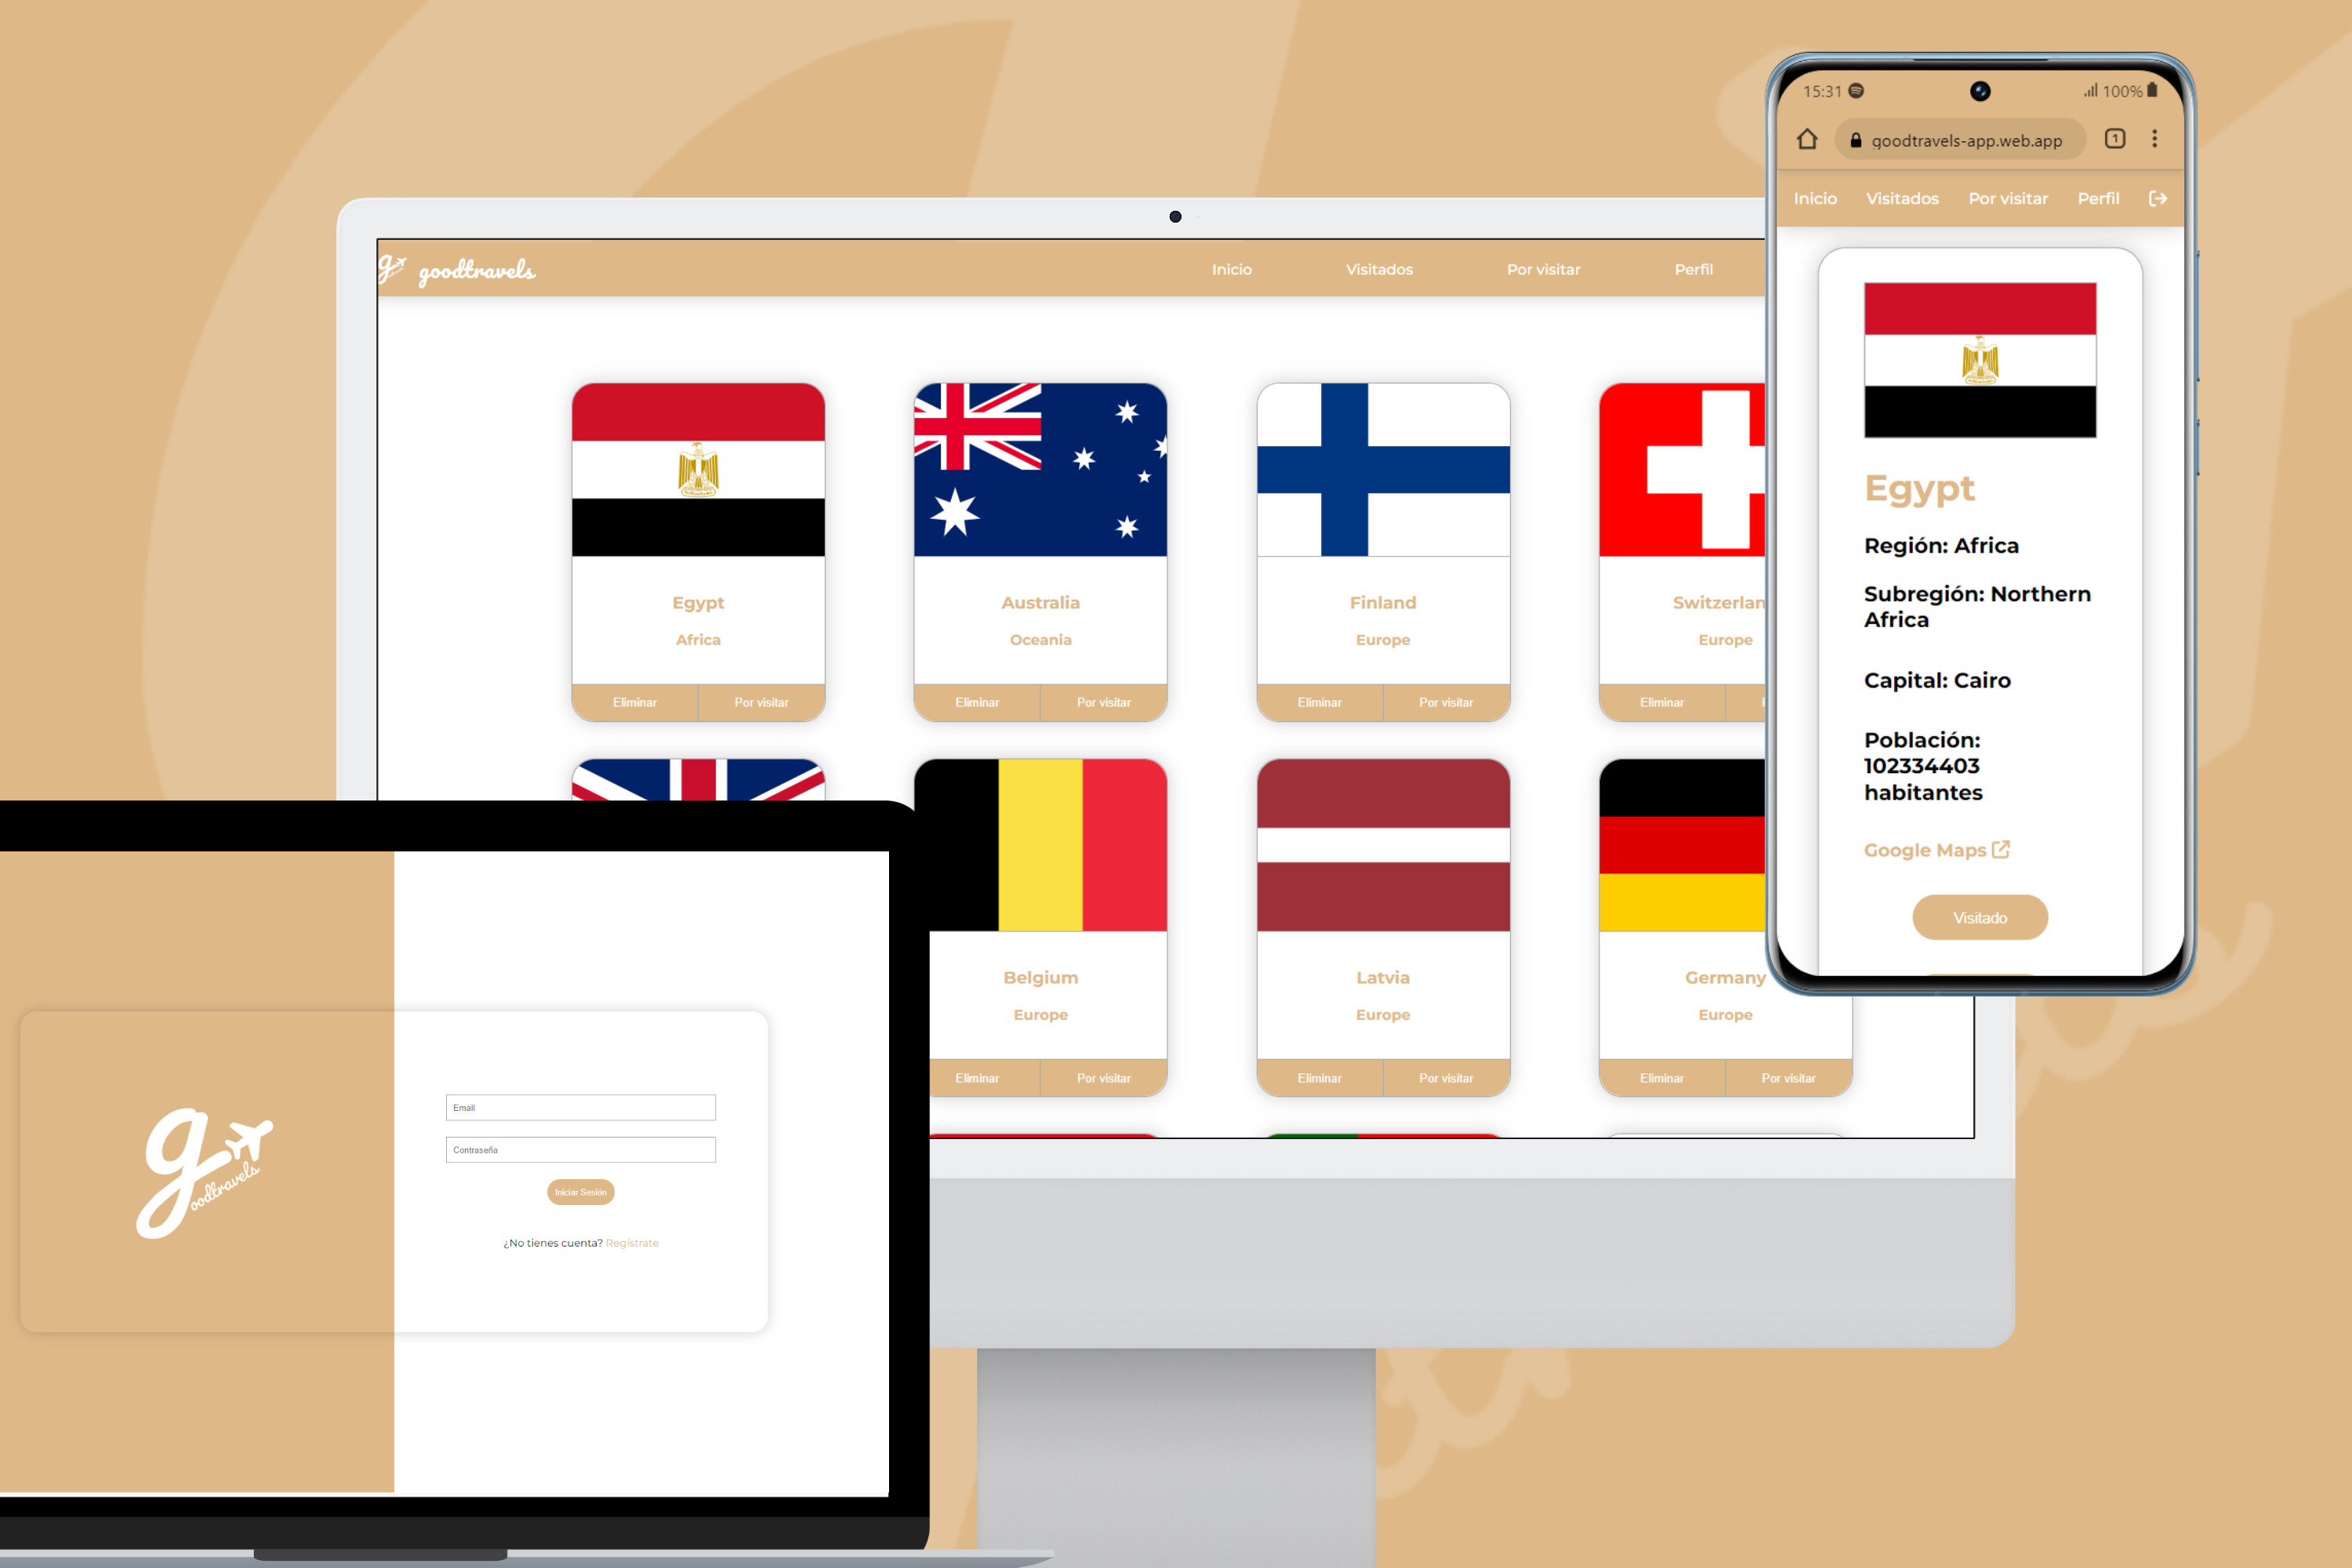 goodtravels
Inicio
Visitados
Por visitar
Perfil
Egypt
Africa
Eliminar
Por visitar
Australia
Oceania
Eliminar
Por visitar
Finland
Europe
Eliminar
Por visitar
Switzerlan
Europe
Eliminar
Belgium
Europe
Eliminar
Por visitar
Latvia
Europe
Eliminar
Por visitar
Germany
Europe
Eliminar
Por visitar
15:31
100%
goodtravels-app.web.app
1
Inicio
Visitados
Por visitar
Perfil
Egypt
Región: Africa
Subregión: Northern
Africa
Capital: Cairo
Población:
102334403
habitantes
Google Maps
Visitado
goodtravels
Email
Contraseña
Iniciar Sesión
¿No tienes cuenta? Regístrate